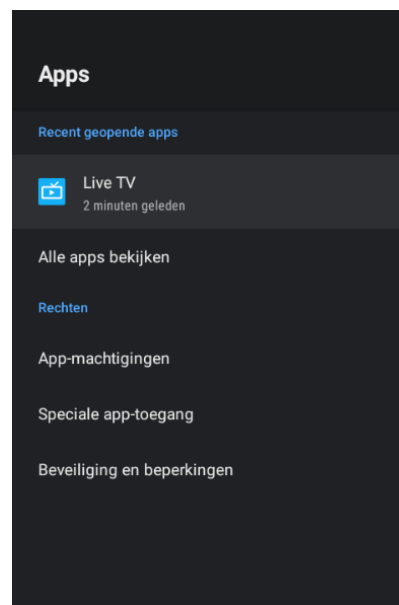 Apps
Recent geopende apps
Live TV
2 minuten geleden
Alle apps bekijken
Rechten
App-machtigingen
Speciale app-toegang
Beveiliging en beperkingen